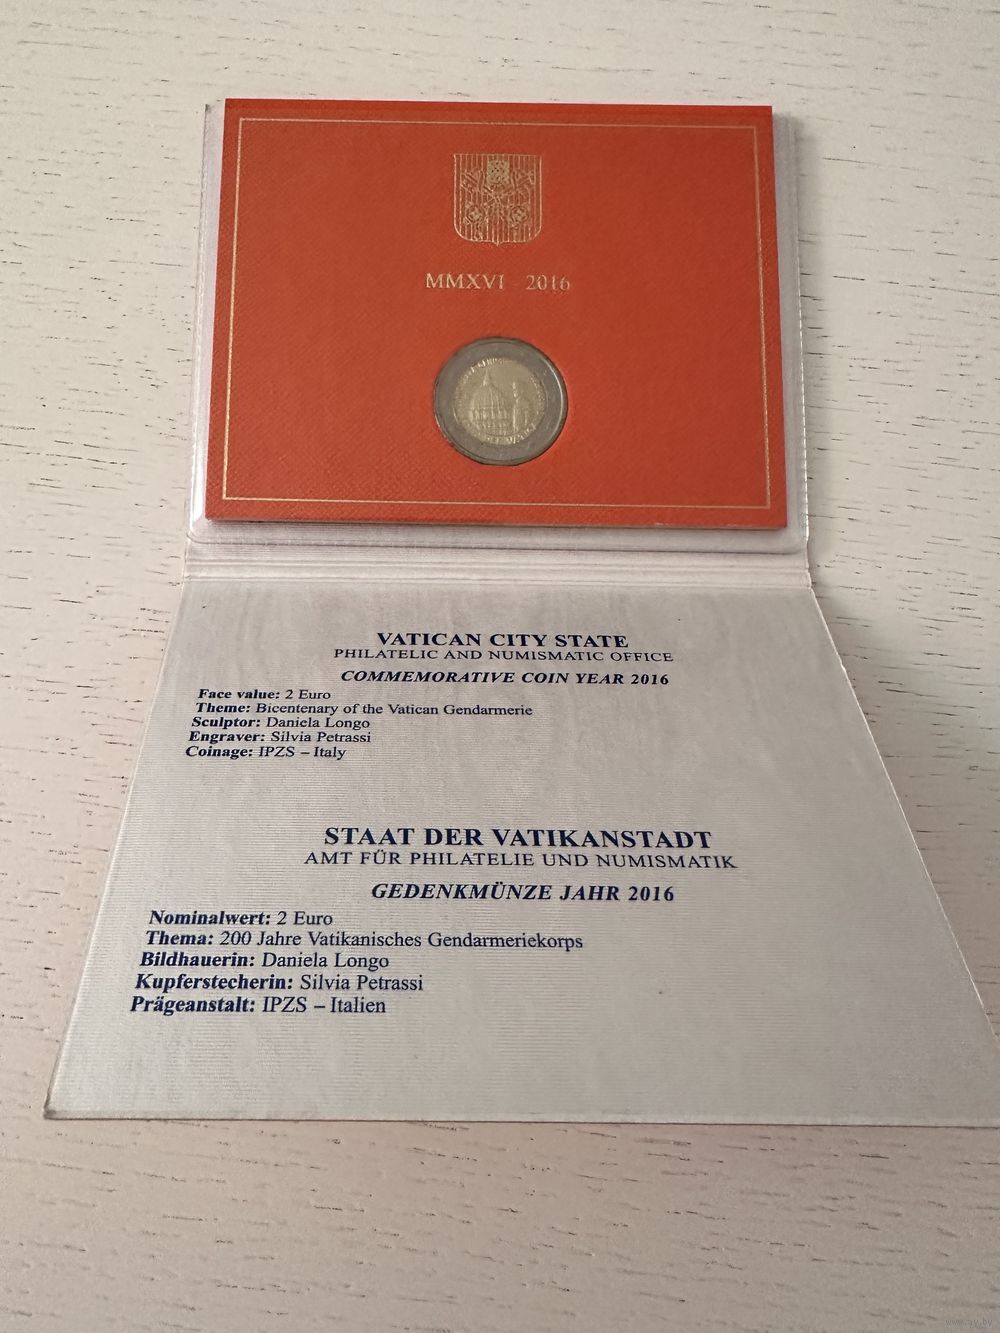 MMXVI - 2016
VATICAN CITY STATE
PHILATELIC AND NUMISMATIC OFFICE
COMMEMORATIVE COIN YEAR 2016
Face value: 2 Euro
Theme: Bicentenary of the Vatican Gendarmerie
Sculptor: Daniela Longo
Engraver: Silvia Petrassi
Coinage: IPZS – Italy
STAAT DER VATIKANSTADT
AMT FÜR PHILATELIE UND NUMISMATIK
GEDENKMÜNZE JAHR 2016
Nominalwert: 2 Euro
Thema: 200 Jahre Vatikanisches Gendarmeriekorps
Bildhauerin: Daniela Longo
Kupferstecherin: Silvia Petrassi
Prägeanstalt: IPZS – Italien
www.ay.by